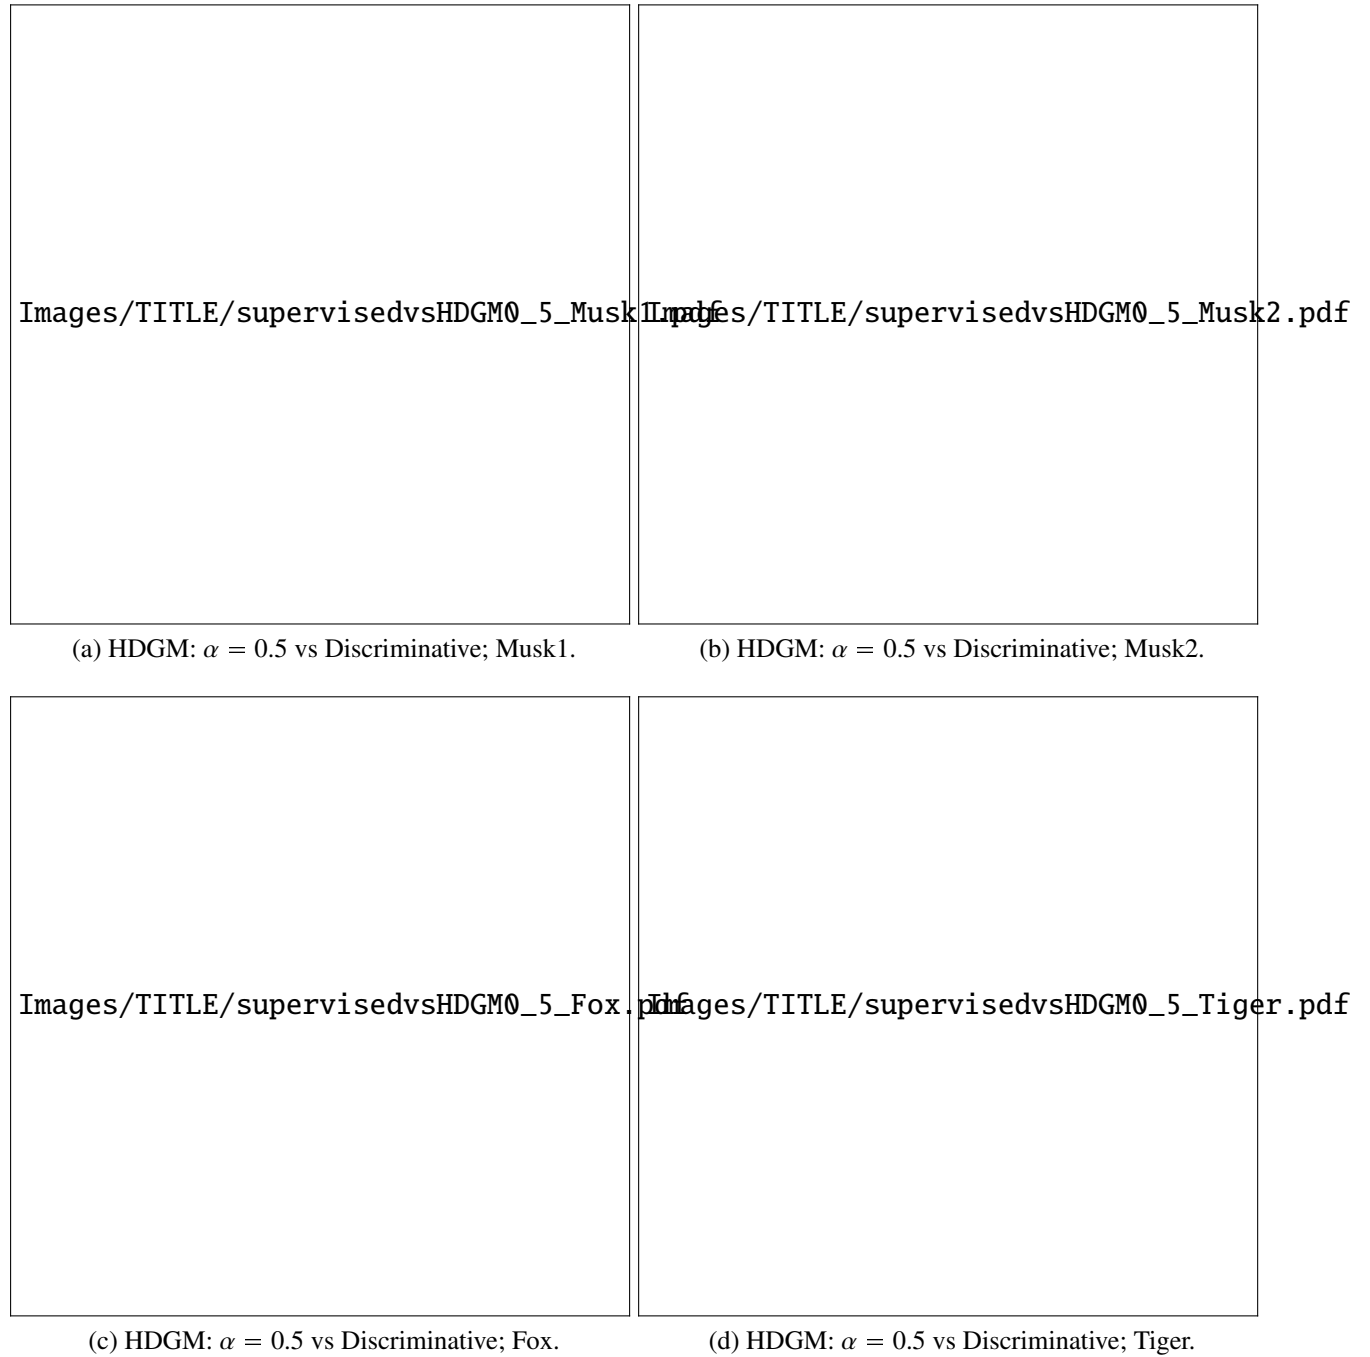 Images/TITLE/supervisedvsHDGM0_5_Musk1.pdf
Images/TITLE/supervisedvsHDGM0_5_Musk2.pdf
(a) HDGM: α = 0.5 vs Discriminative; Musk1.
(b) HDGM: α = 0.5 vs Discriminative; Musk2.
Images/TITLE/supervisedvsHDGM0_5_Fox.pdf
Images/TITLE/supervisedvsHDGM0_5_Tiger.pdf
(c) HDGM: α = 0.5 vs Discriminative; Fox.
(d) HDGM: α = 0.5 vs Discriminative; Tiger.